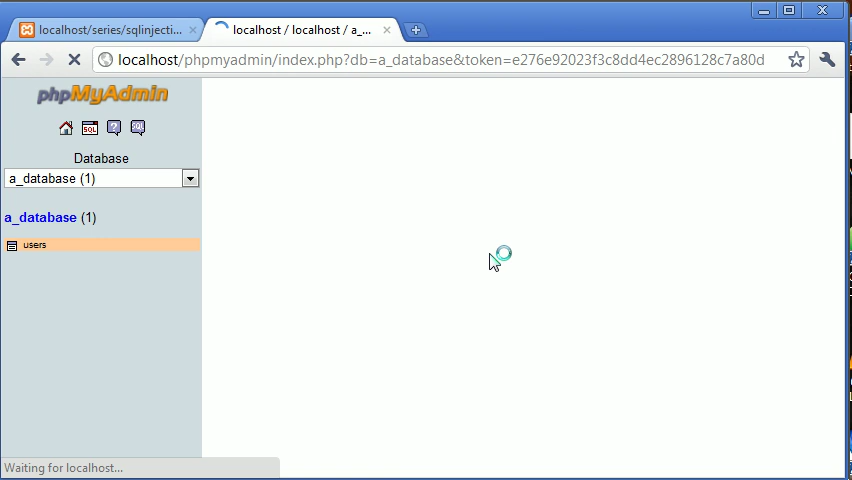 localhost/series/sqlinjecti...
localhost / localhost / a_...
localhost/phpmyadmin/index.php?db=a_database&token=e276e92023f3c8dd4ec2896128c7a80d
phpMyAdmin
SQL
?
SQL
Database
a_database (1)
a_database (1)
users
Waiting for localhost...